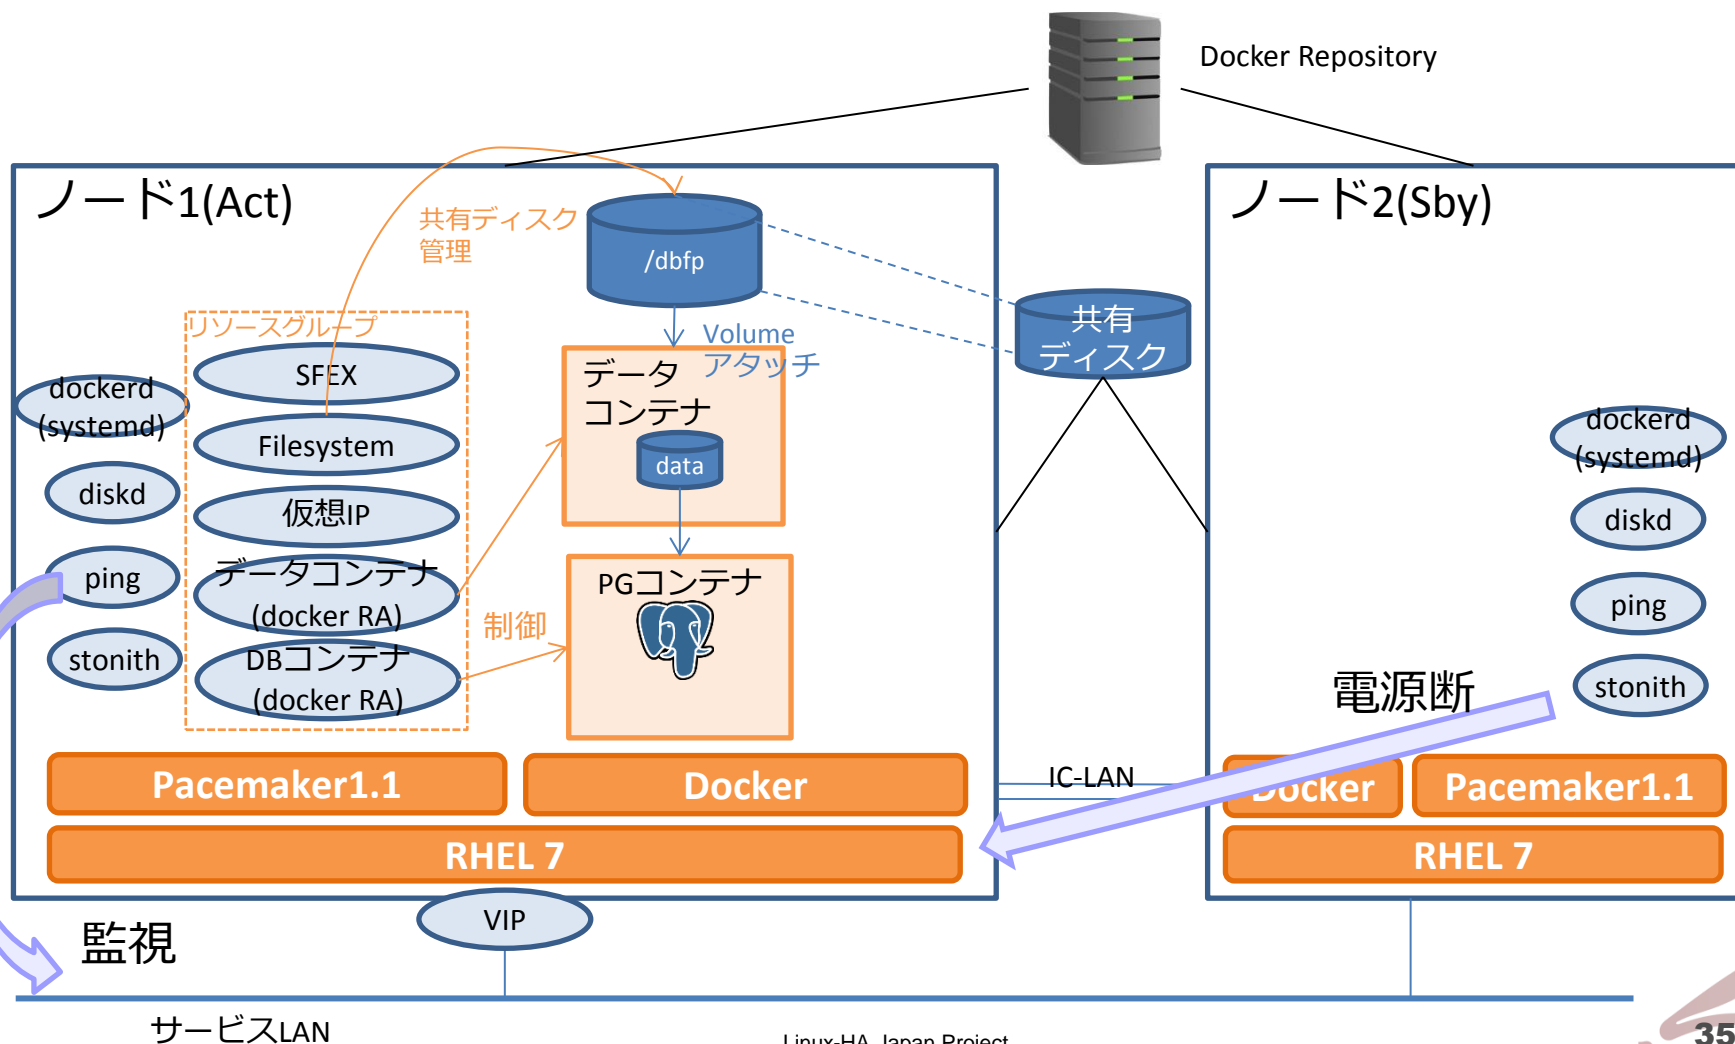 Docker Repository
ノード1(Act)
共有ディスク
管理
/dbfp
Volume
アタッチ
リソースグループ
SFEX
Filesystem
仮想IP
データコンテナ
(docker RA)
DBコンテナ
(docker RA)
dockerd
(systemd)
diskd
ping
stonith
データ
コンテナ
data
制御
PGコンテナ
Pacemaker1.1
Docker
RHEL 7
共有
ディスク
IC-LAN
ノード2(Sby)
dockerd
(systemd)
diskd
ping
stonith
電源断
Docker
Pacemaker1.1
RHEL 7
VIP
監視
サービスLAN
Linux-HA Japan Project
35